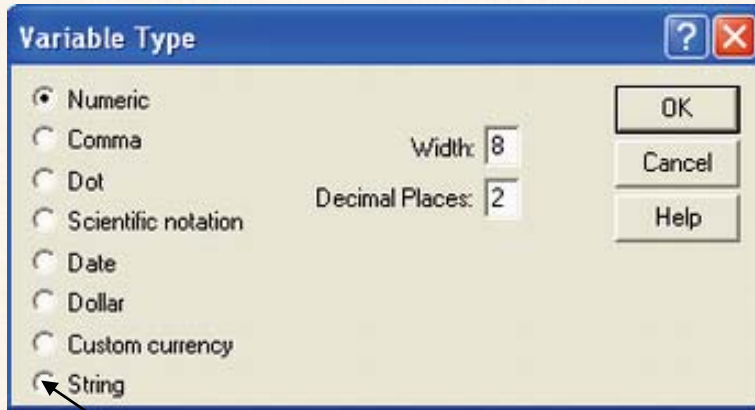 Variable Type
Numeric
Comma
Dot
Scientific notation
Date
Dollar
Custom currency
String
Width: 8
Decimal Places: 2
OK
Cancel
Help